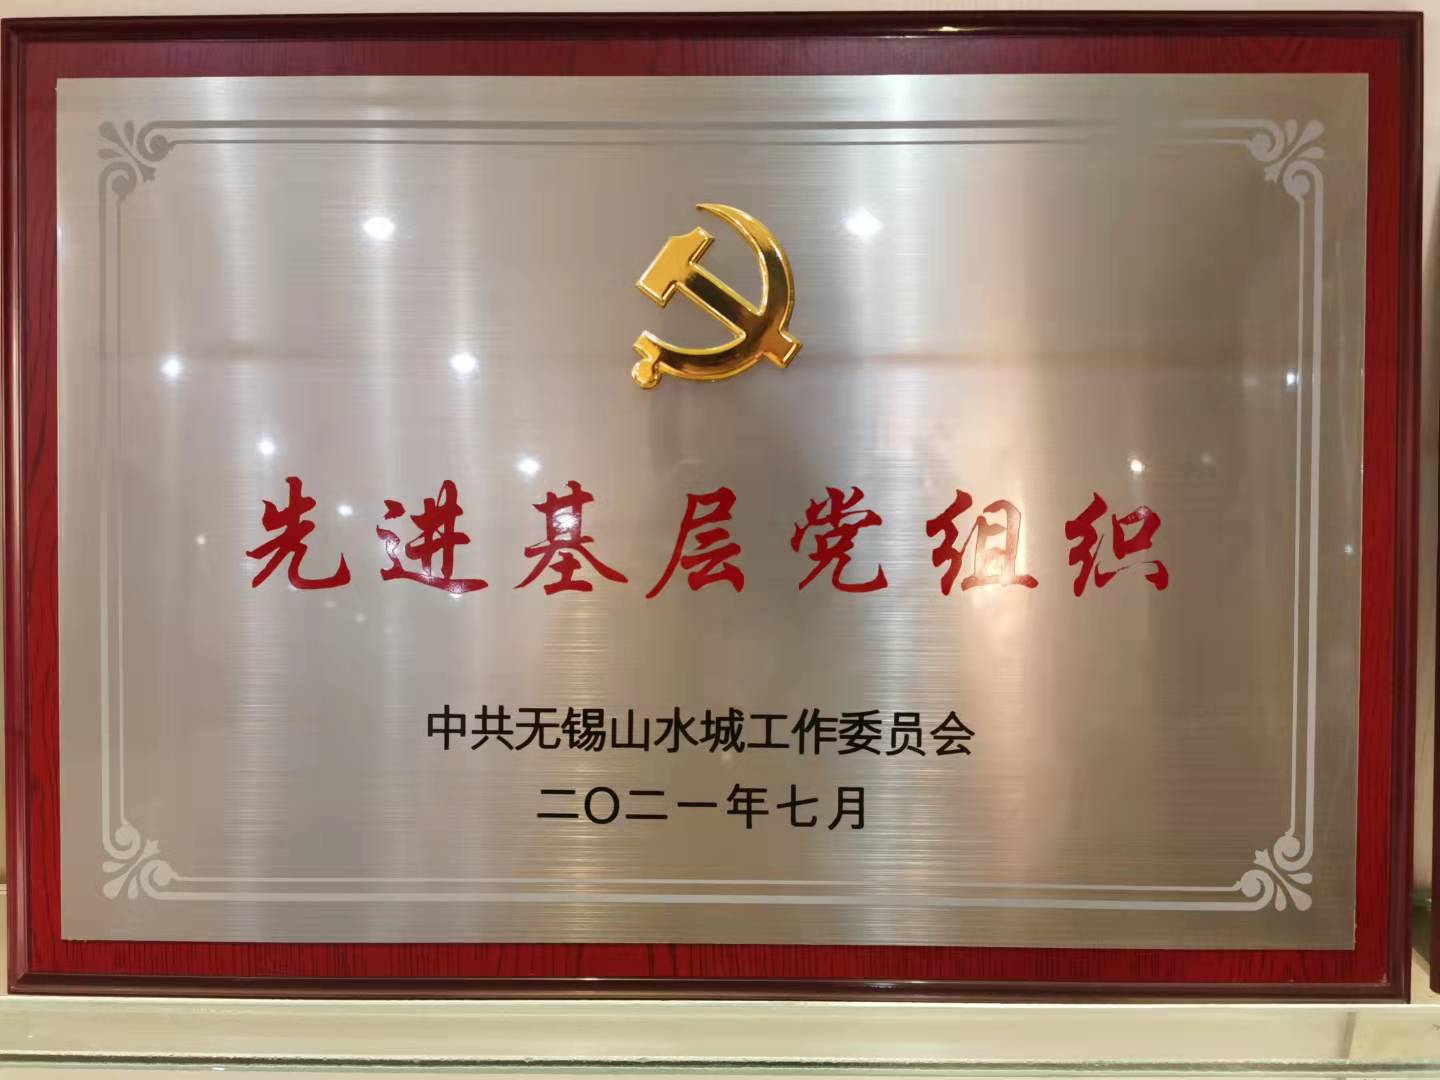 先进基层党组织
中共无锡山水城工作委员会
二〇二一年七月